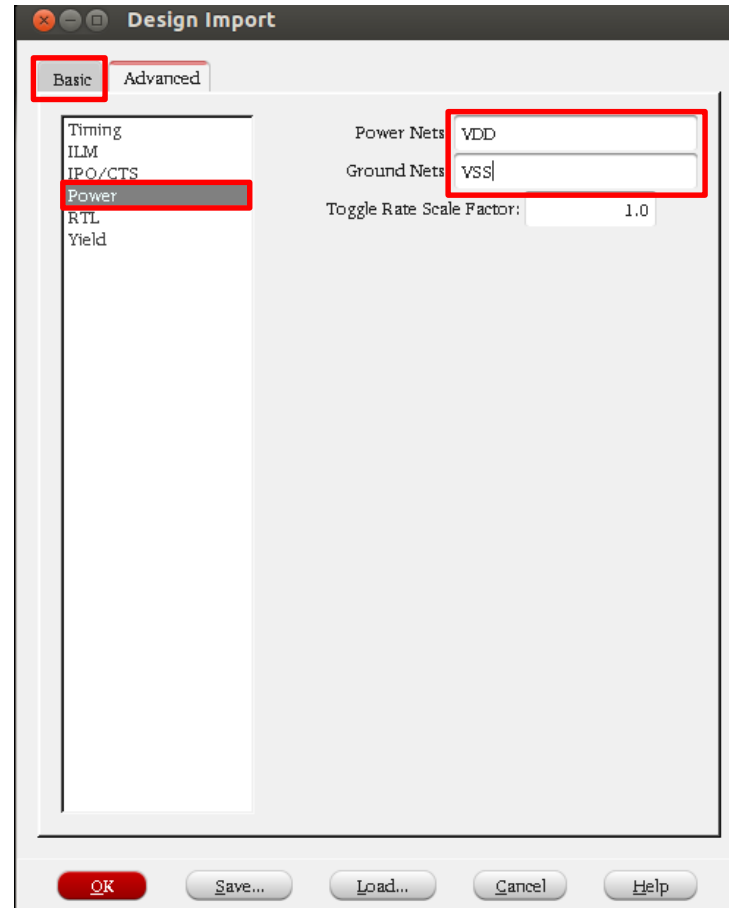 Design Import
Basic Advanced
Timing
ILM
IPO/CTS
Power
RTL
Yield
Power Nets VDD
Ground Nets VSS
Toggle Rate Scale Factor: 1.0
OK Save... Load... Cancel Help